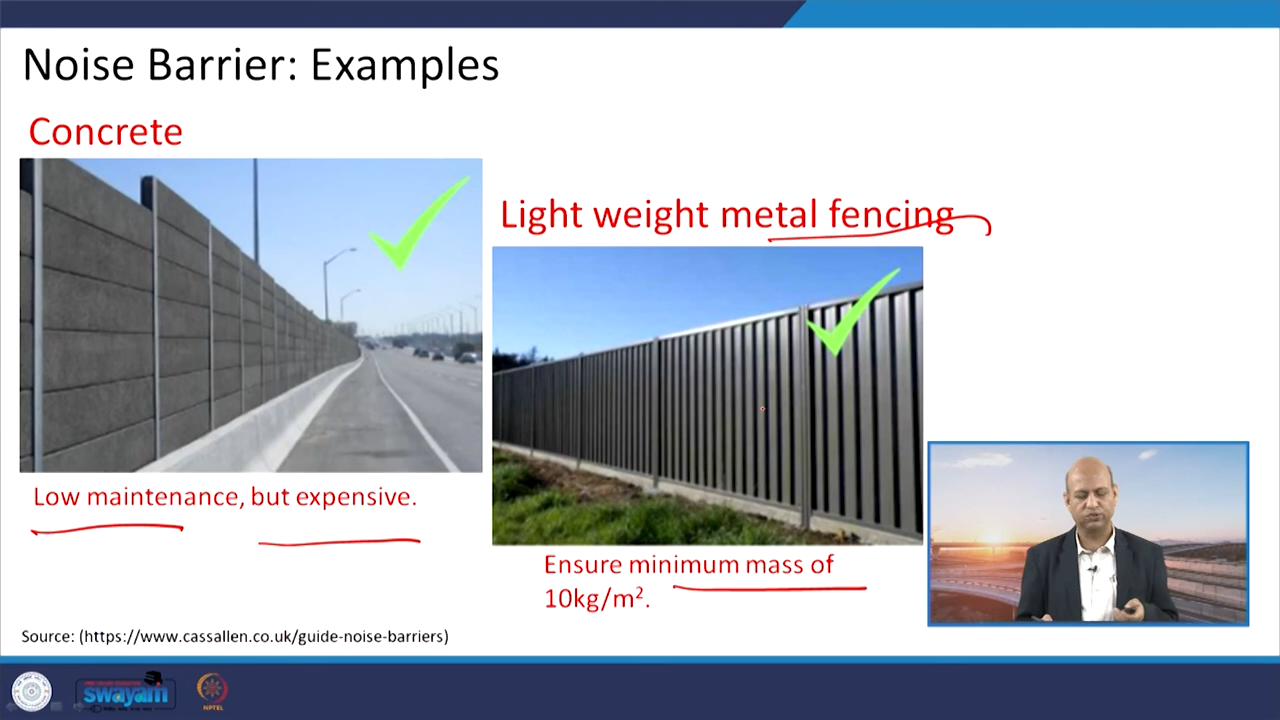 Noise Barrier: Examples
Concrete
Light weight metal fencing
Low maintenance, but expensive.
Ensure minimum mass of
10kg/m².
Source: (https://www.cassallen.co.uk/guide-noise-barriers)
swayam
NPTEL